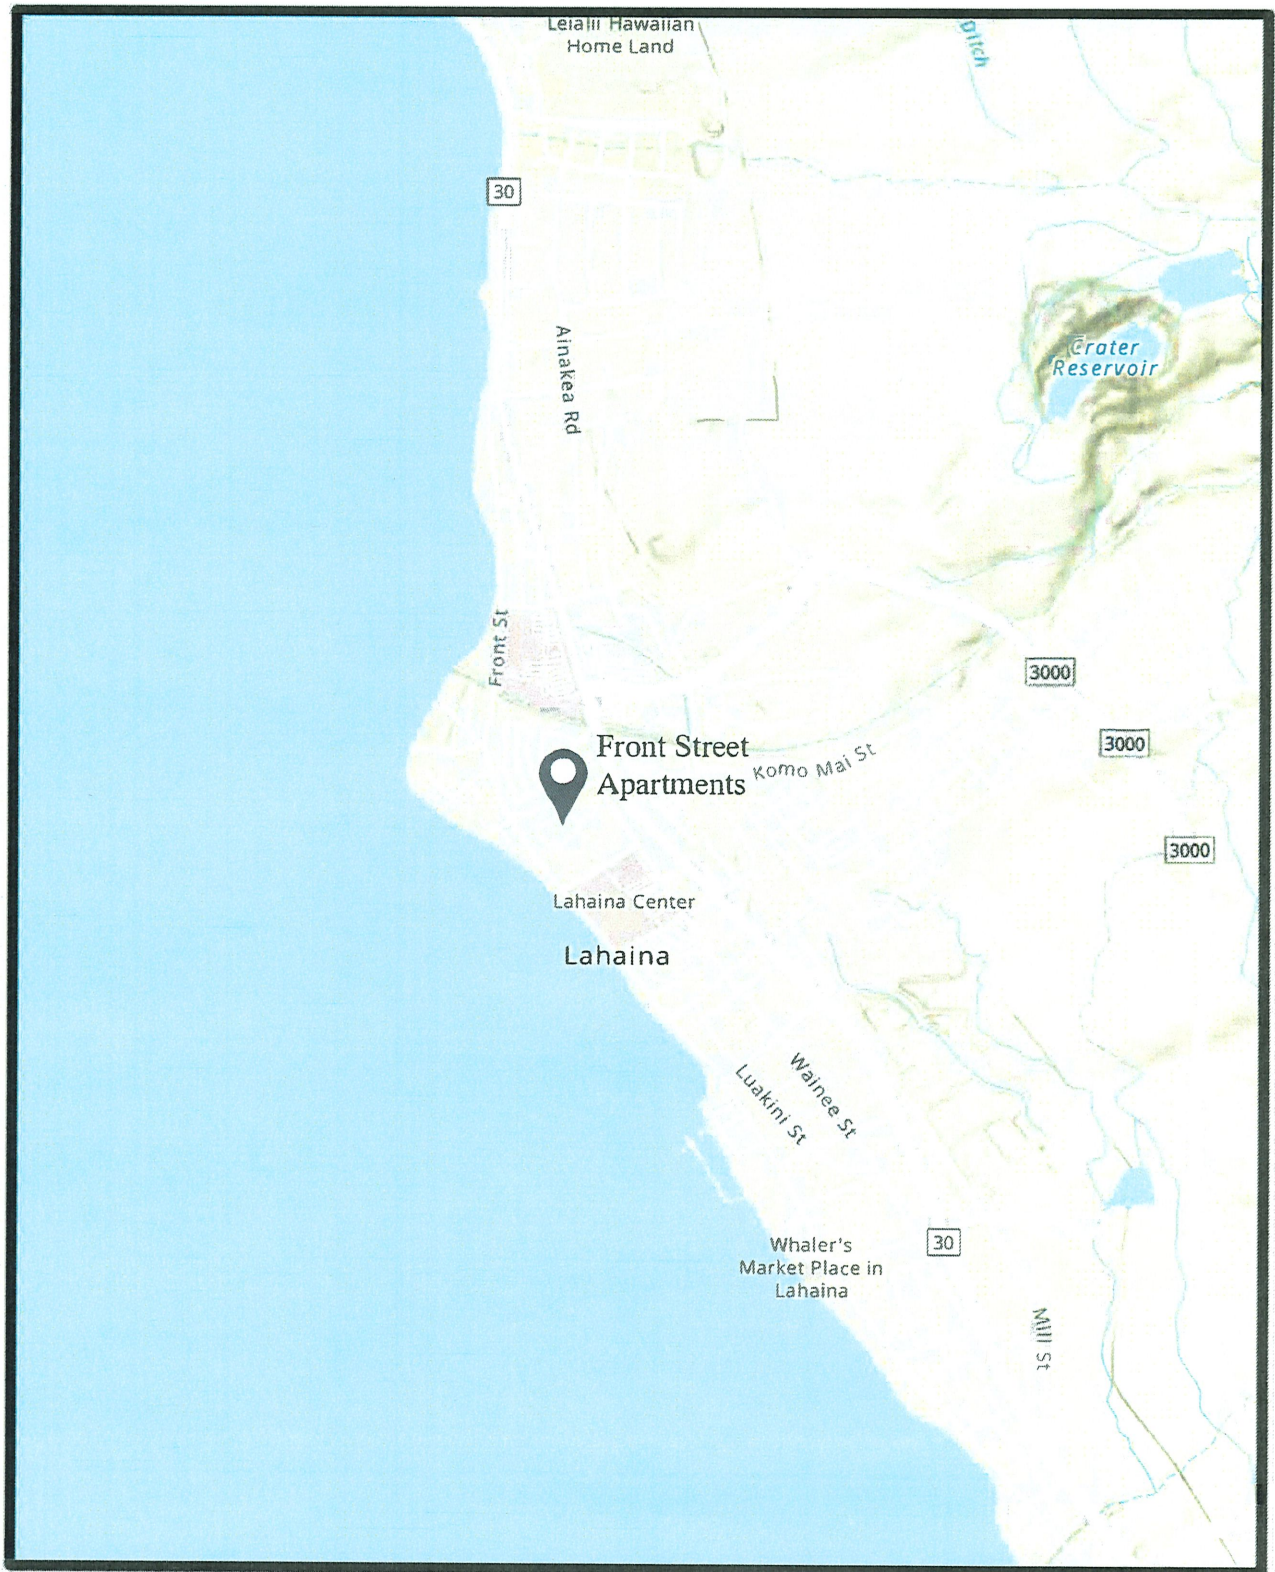 Leialii Hawaiian
Home Land
Ditch
30
Crater
Reservoir
Ainakea Rd
Front St
3000
3000
Front Street
Apartments
Komo Mai St
3000
Lahaina Center
Lahaina
Wainee St
Luakini St
30
Whaler's
Market Place in
Lahaina
Mill St